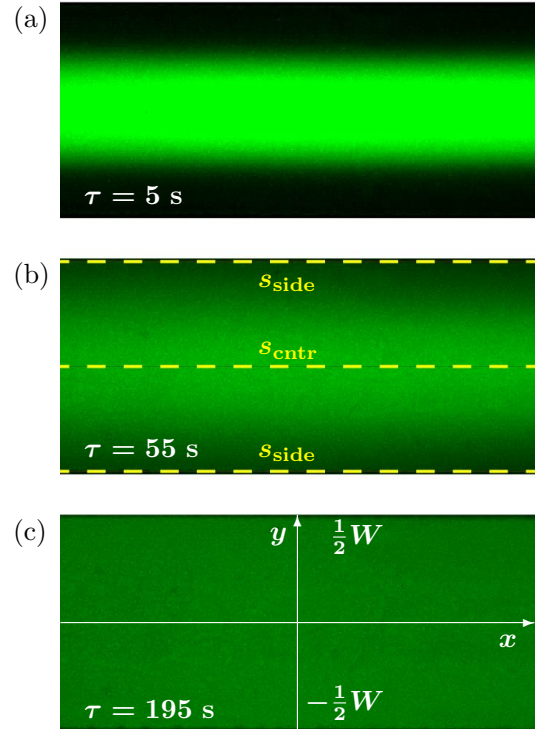 (a)
τ = 5 s
(b)
s_side
s_cntr
s_side
τ = 55 s
(c)
y
½W
x
−½W
τ = 195 s